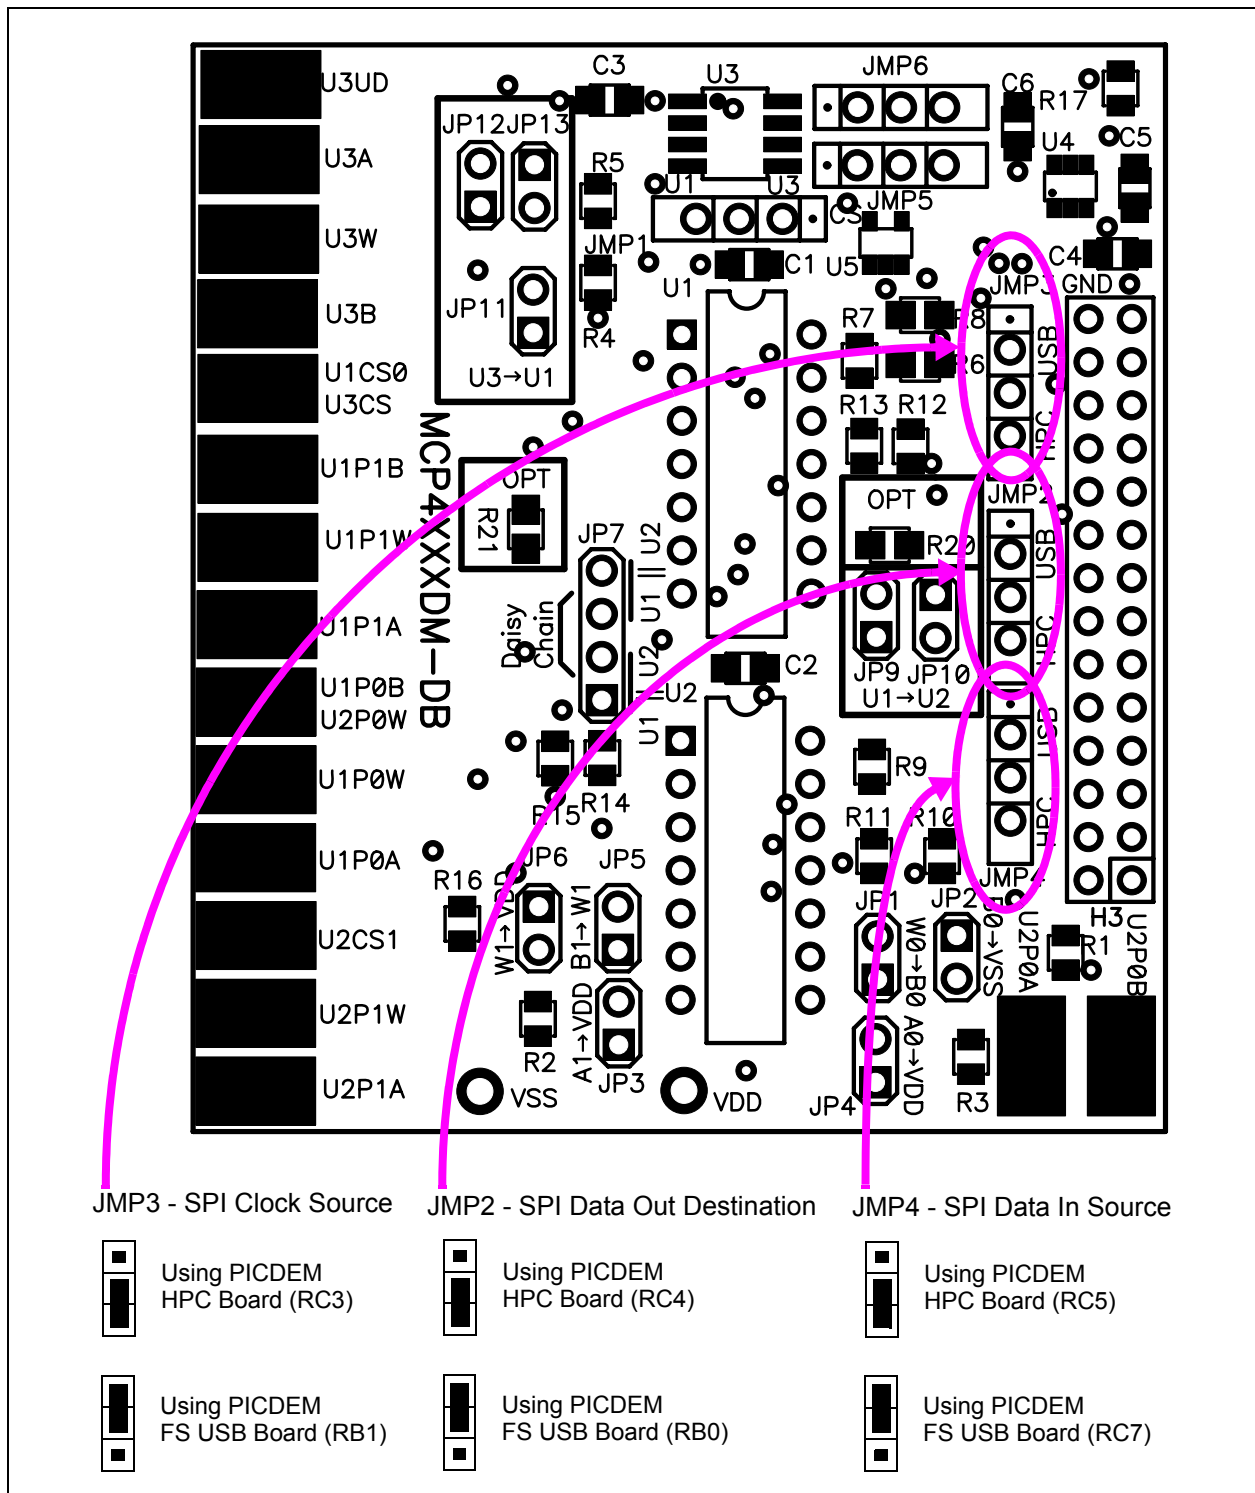 U3UD
C3
U3
JMP6
C6
R17
JP12 JP13
U3A
R5
U4
C5
U1
U3
JMP5
CS
U3W
JMP1
U5
C1
C4
JMP3
GND
U1
JP11
U3B
R4
R7
R8
USB
R6
U3→U1
U1CS0
U3CS
R13
R12
HPC
MCP4XXXDM-DB
U1P1B
OPT
OPT
JMP2
R21
JP7
U2
U1P1W
R20
USB
U1
Daisy
Chain
U1P1A
HPC
U2
U1
U2
C2
JP9
JP10
U1→U2
U1P0B
U2P0W
USB
U1P0W
R9
R15
R14
R11
R10
HPC
U1P0A
JP6
JP5
JMP4
R16
JP1
JP2
H3
U2CS1
W1→VDD
B1→W1
W0→B0
B0→VSS
U2P0A
R1
U2P0B
U2P1W
R2
A1→VDD
JP3
A0→VDD
JP4
R3
U2P1A
VSS
VDD
JMP3 - SPI Clock Source
JMP2 - SPI Data Out Destination
JMP4 - SPI Data In Source
Using PICDEM
HPC Board (RC3)
Using PICDEM
HPC Board (RC4)
Using PICDEM
HPC Board (RC5)
Using PICDEM
FS USB Board (RB1)
Using PICDEM
FS USB Board (RB0)
Using PICDEM
FS USB Board (RC7)